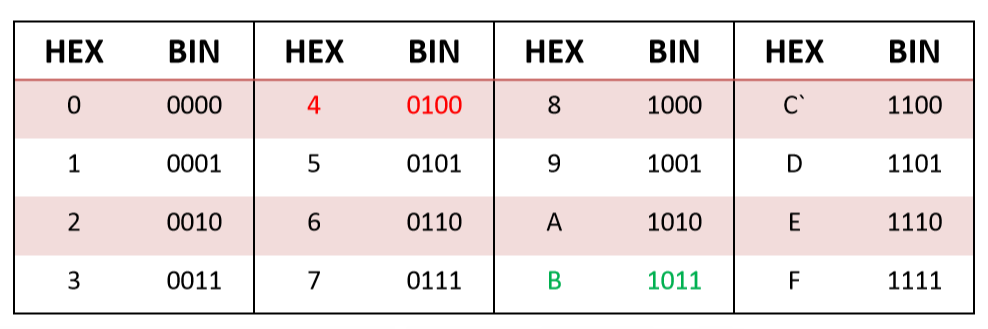 HEX BIN HEX BIN HEX BIN HEX BIN
0 0000 4 0100 8 1000 C` 1100
1 0001 5 0101 9 1001 D 1101
2 0010 6 0110 A 1010 E 1110
3 0011 7 0111 B 1011 F 1111